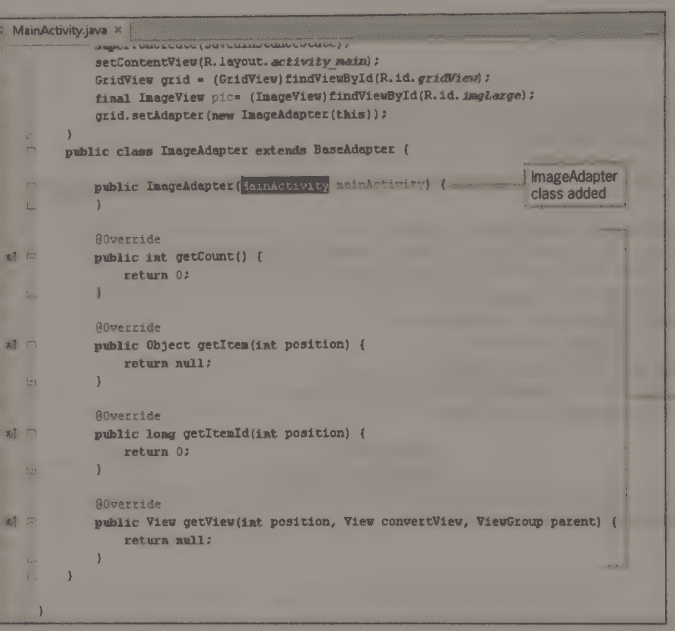 MainActivity.java ×
super.onCreate(savedInstanceState);
setContentView(R.layout.activity_main);
GridView grid = (GridView)findViewById(R.id.gridView);
final ImageView pic= (ImageView)findViewById(R.id.imgLarge);
grid.setAdapter(new ImageAdapter(this));
}
public class ImageAdapter extends BaseAdapter {
public ImageAdapter(MainActivity mainActivity) {
ImageAdapter
class added
}
@Override
public int getCount() {
return 0;
}
@Override
public Object getItem(int position) {
return null;
}
@Override
public long getItemId(int position) {
return 0;
}
@Override
public View getView(int position, View convertView, ViewGroup parent) {
return null;
}
}
}